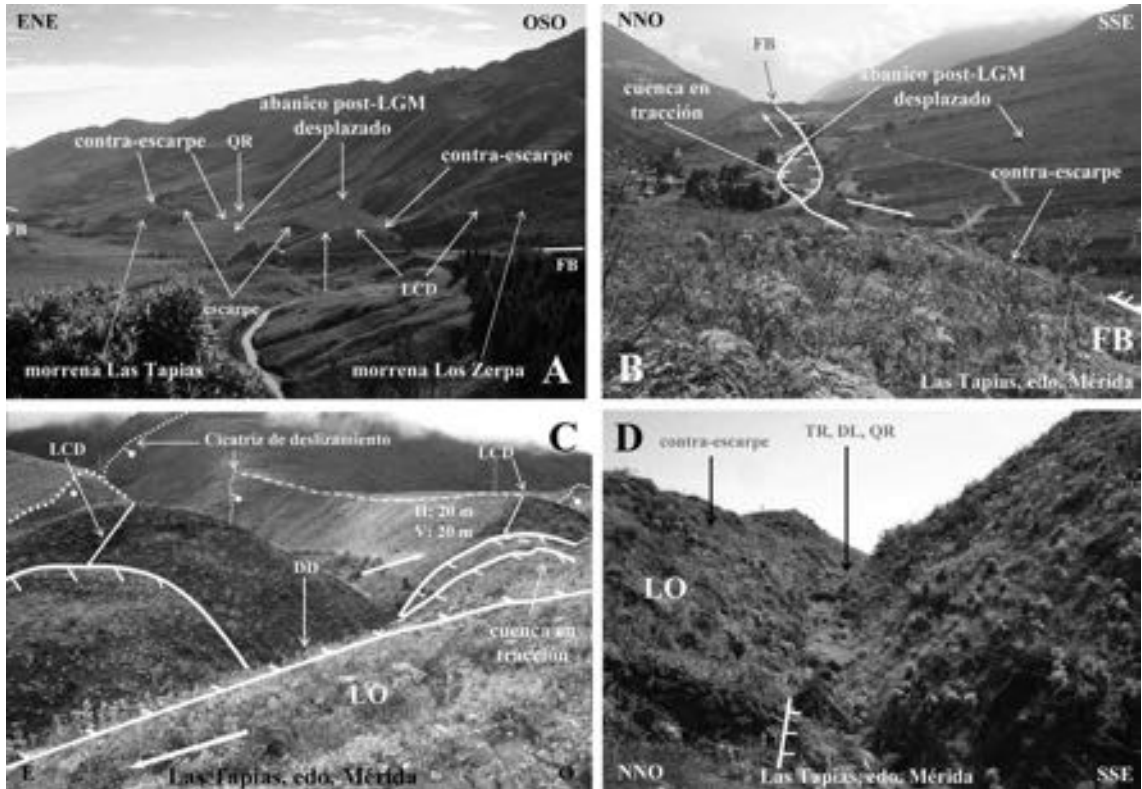 ENE
OSO
abanico post-LGM
desplazado
contra-escarpe
QR
contra-escarpe
FB
FB
escarpe
LCD
morrena Las Tapias
morrena Los Zerpa
A
NNO
SSE
FB
abanico post-LGM
desplazado
cuenca en
tracción
contra-escarpe
FB
B
Las Tapias, edo. Mérida
C
Cicatriz de deslizamiento
LCD
LCD
H: 20 m
V: 20 m
DD
cuenca en
tracción
LO
E
Las Tapias, edo. Mérida
O
D
TR, DL, QR
contra-escarpe
LO
Las Tapias, edo. Mérida
NNO
SSE